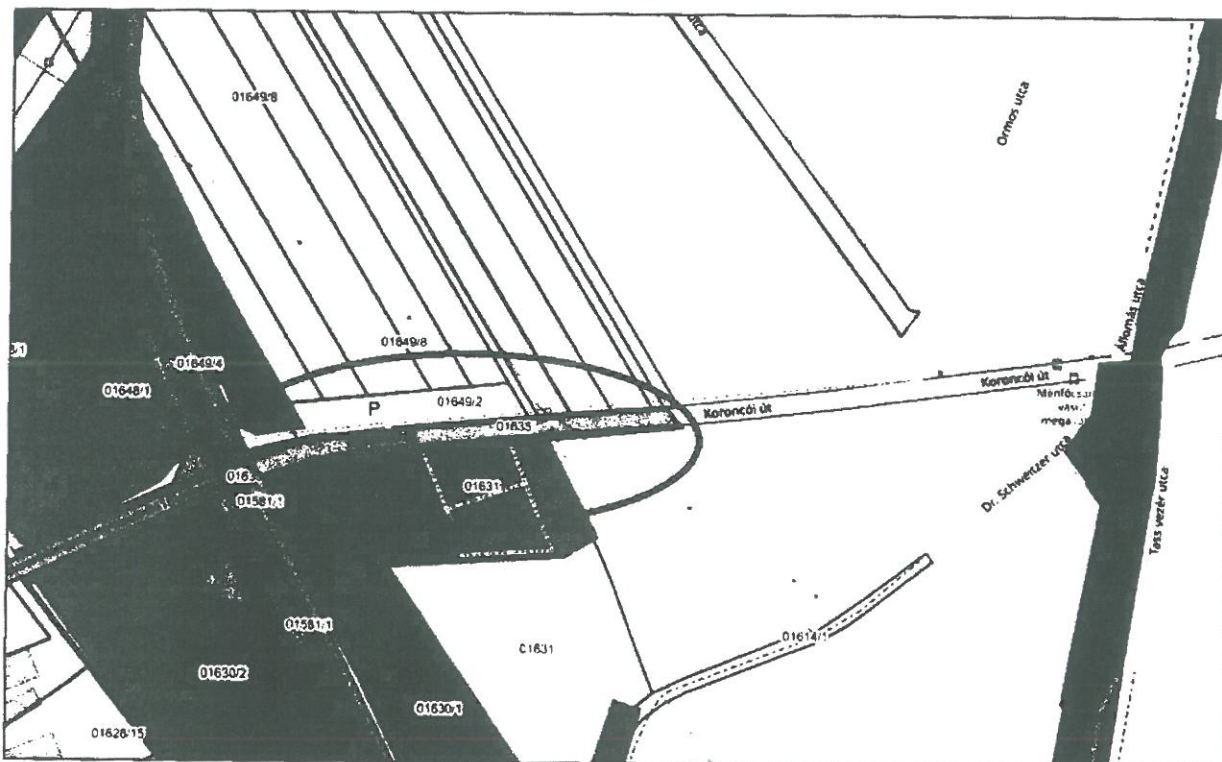 utca
01649/8
Ormos utca
Állomás utca
01649/8
01649/4
01648/1
01649/2
P
Koroncói út
Koroncói út
01635
01631
01581/1
Dr. Schweitzer utca
Tass vezér utca
01581/1
01631
01614/1
01630/2
01630/1
01628/15